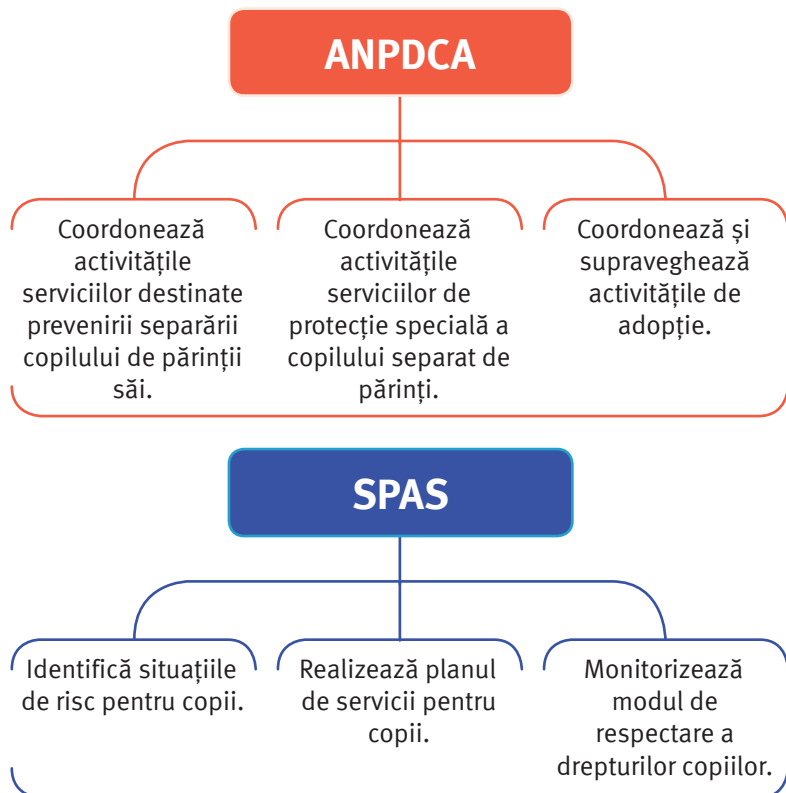 ANPDCA
Coordonează
activitățile
serviciilor destinate
prevenirii separării
copilului de părinții
săi.
Coordonează
activitățile
serviciilor de
protecție specială a
copilului separat de
părinți.
Coordonează și
supraveghează
activitățile de
adopție.
SPAS
Identifică situațiile
de risc pentru copii.
Realizează planul
de servicii pentru
copii.
Monitorizează
modul de
respectare a
drepturilor copiilor.